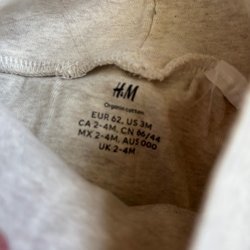 H&M
Organic cotton
EUR 62, US 3M
CA 2-4M, CN 66/44
MX 2-4M, AUS 000
UK 2-4M